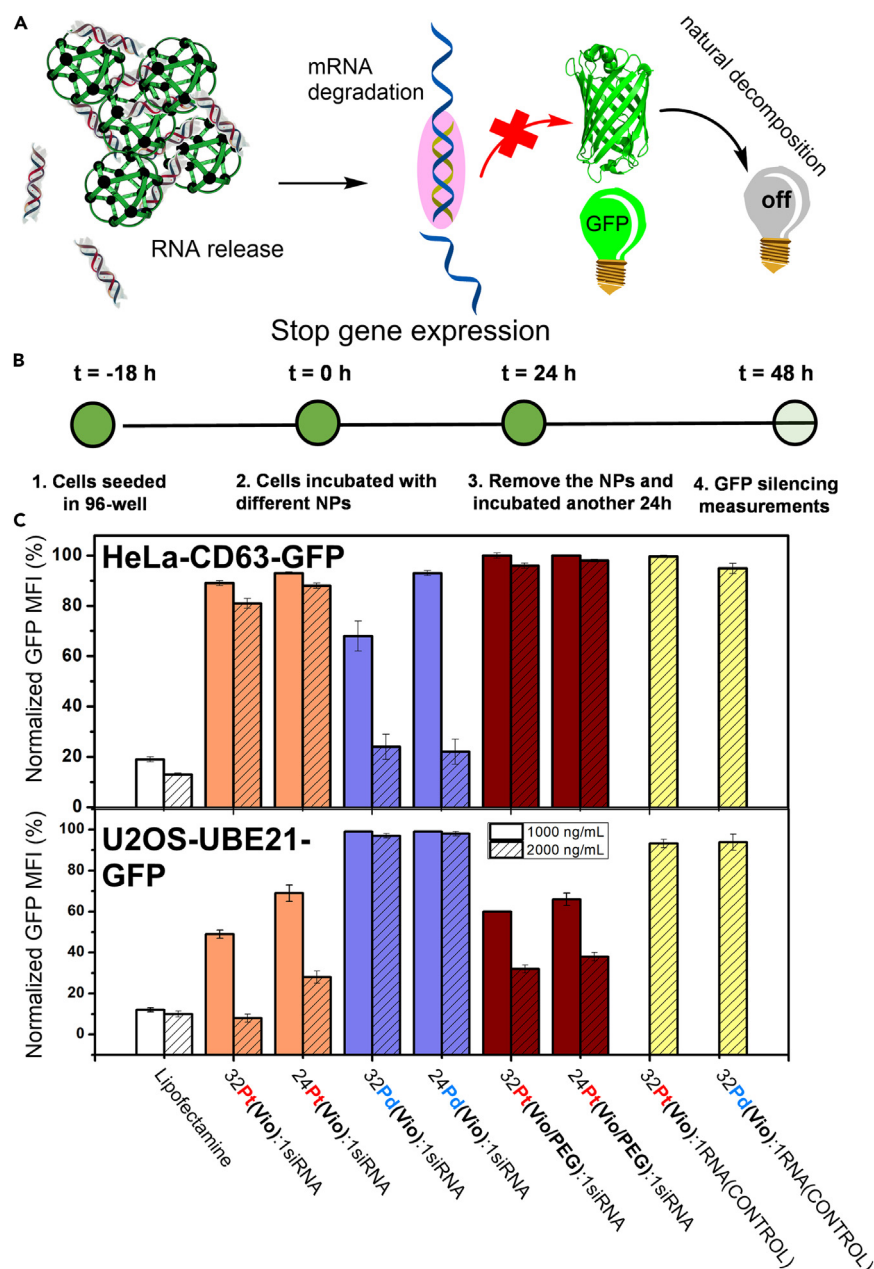 A
mRNA
degradation
natural decomposition
GFP
off
RNA release
Stop gene expression
B
t = -18 h
t = 0 h
t = 24 h
t = 48 h
1. Cells seeded
in 96-well
2. Cells incubated with
different NPs
3. Remove the NPs and
incubated another 24h
4. GFP silencing
measurements
C
HeLa-CD63-GFP
Normalized GFP MFI (%)
100
80
60
40
20
0
U2OS-UBE21-
GFP
Normalized GFP MFI (%)
100
80
60
40
20
0
1000 ng/mL
2000 ng/mL
Lipofectamine
32Pt(Vio):1siRNA
24Pt(Vio):1siRNA
32Pd(Vio):1siRNA
24Pd(Vio):1siRNA
32Pt(Vio/PEG):1siRNA
24Pt(Vio/PEG):1siRNA
32Pt(Vio):1RNA(CONTROL)
32Pd(Vio):1RNA(CONTROL)